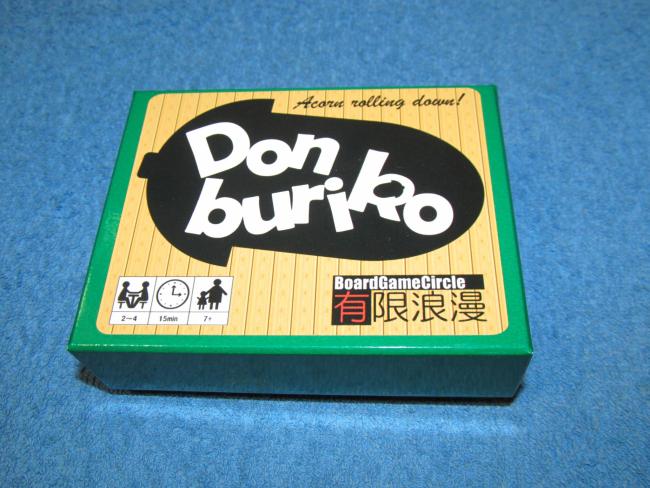 Acorn rolling down!
Don
buriko
BoardGameCircle
有限浪漫
2～4
15min
7+